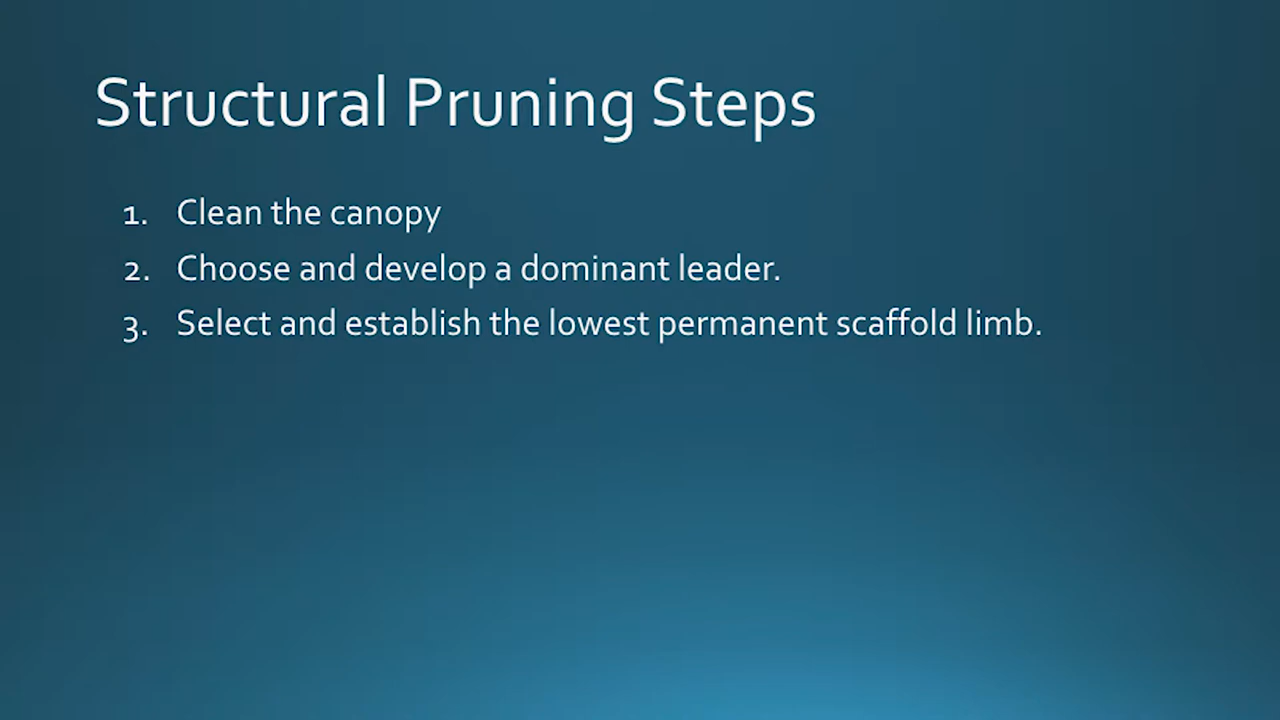 Structural Pruning Steps
1. Clean the canopy
2. Choose and develop a dominant leader.
3. Select and establish the lowest permanent scaffold limb.